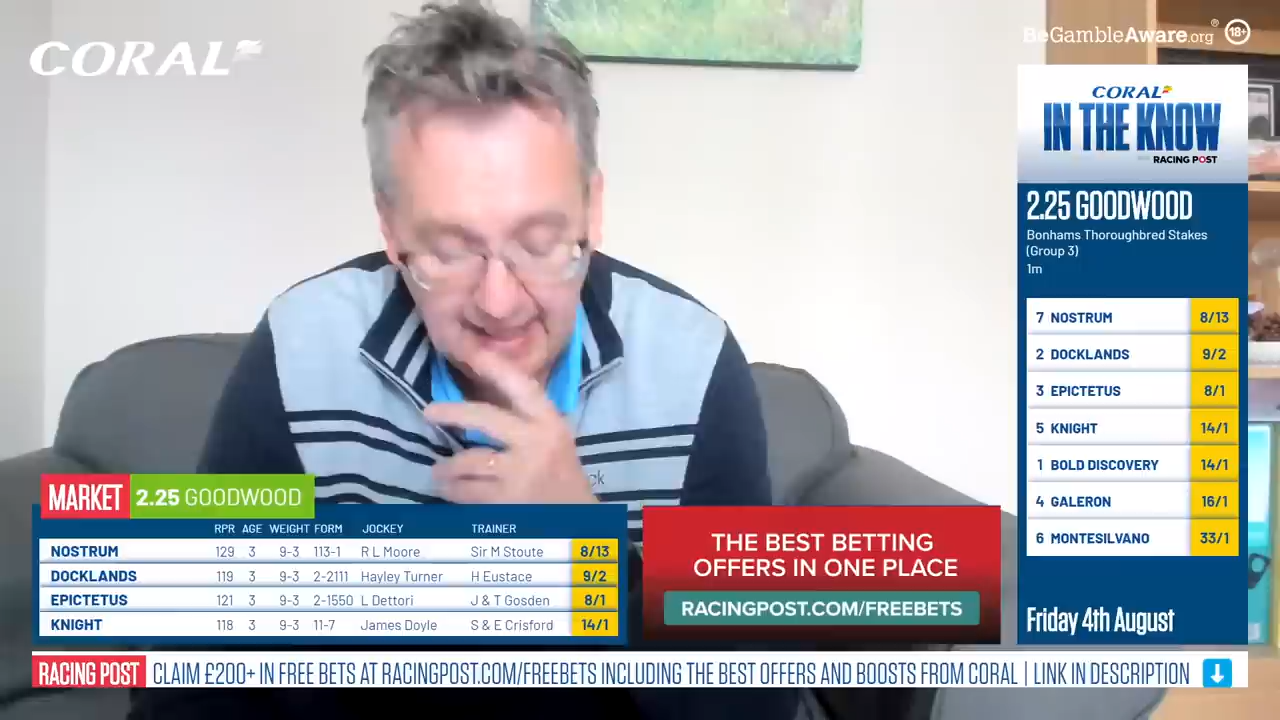 CORAL
BeGambleAware.org® 18+
CORAL
IN THE KNOW
RACING POST
2.25 GOODWOOD
Bonhams Thoroughbred Stakes
(Group 3)
1m
7 NOSTRUM 8/13
2 DOCKLANDS 9/2
3 EPICTETUS 8/1
5 KNIGHT 14/1
1 BOLD DISCOVERY 14/1
4 GALERON 16/1
6 MONTESILVANO 33/1
Friday 4th August
MARKET 2.25 GOODWOOD
RPR AGE WEIGHT FORM JOCKEY TRAINER
NOSTRUM 129 3 9-3 113-1 R L Moore Sir M Stoute 8/13
DOCKLANDS 119 3 9-3 2-2111 Hayley Turner H Eustace 9/2
EPICTETUS 121 3 9-3 2-1550 L Dettori J & T Gosden 8/1
KNIGHT 118 3 9-3 11-7 James Doyle S & E Crisford 14/1
THE BEST BETTING
OFFERS IN ONE PLACE
RACINGPOST.COM/FREEBETS
RACING POST CLAIM £200+ IN FREE BETS AT RACINGPOST.COM/FREEBETS INCLUDING THE BEST OFFERS AND BOOSTS FROM CORAL | LINK IN DESCRIPTION